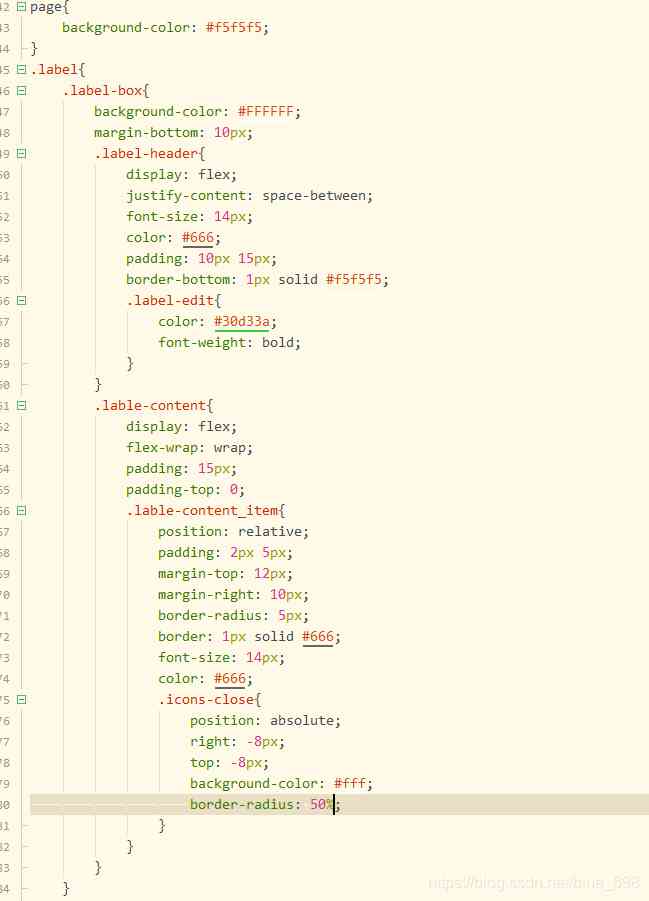 42 page{
43 background-color: #f5f5f5;
44 }
45 .label{
46 .label-box{
47 background-color: #FFFFFF;
48 margin-bottom: 10px;
49 .label-header{
50 display: flex;
51 justify-content: space-between;
52 font-size: 14px;
53 color: #666;
54 padding: 10px 15px;
55 border-bottom: 1px solid #f5f5f5;
56 .label-edit{
57 color: #30d33a;
58 font-weight: bold;
59 }
60 }
61 .lable-content{
62 display: flex;
63 flex-wrap: wrap;
64 padding: 15px;
65 padding-top: 0;
66 .lable-content_item{
67 position: relative;
68 padding: 2px 5px;
69 margin-top: 12px;
70 margin-right: 10px;
71 border-radius: 5px;
72 border: 1px solid #666;
73 font-size: 14px;
74 color: #666;
75 .icons-close{
76 position: absolute;
77 right: -8px;
78 top: -8px;
79 background-color: #fff;
80 border-radius: 50%;
81 }
82 }
83 }
84 }